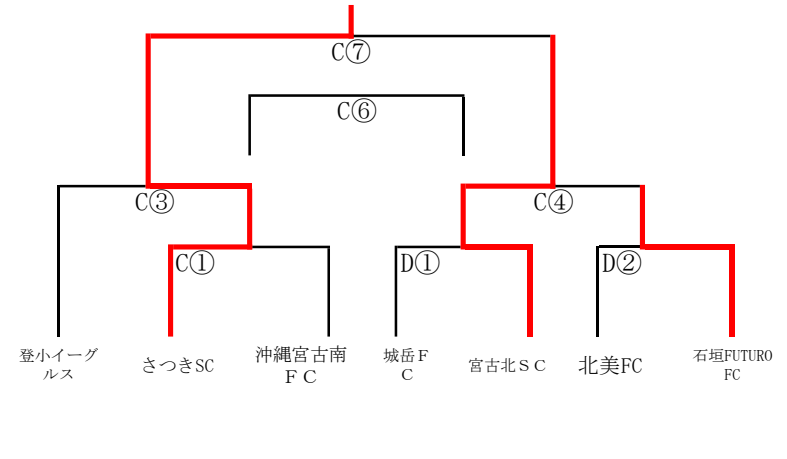 C⑦
C⑥
C③
C④
C①
D①
D②
登小イーグ
ルス
さつきSC
沖縄宮古南
ＦＣ
城岳Ｆ
Ｃ
宮古北ＳＣ
北美FC
石垣FUTURO
FC